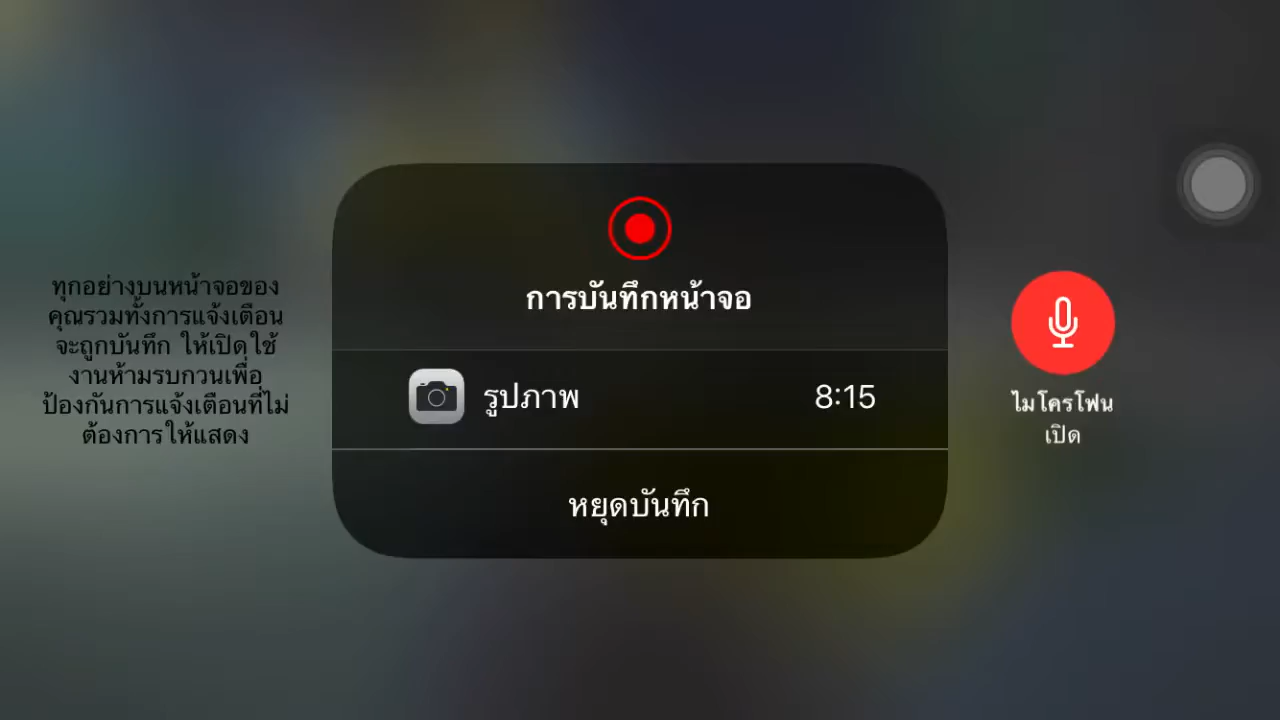 ทุกอย่างบนหน้าจอของ
คุณรวมทั้งการแจ้งเตือน
จะถูกบันทึก ให้เปิดใช้
งานห้ามรบกวนเพื่อ
ป้องกันการแจ้งเตือนที่ไม่
ต้องการให้แสดง
การบันทึกหน้าจอ
รูปภาพ 8:15
หยุดบันทึก
ไมโครโฟน
เปิด